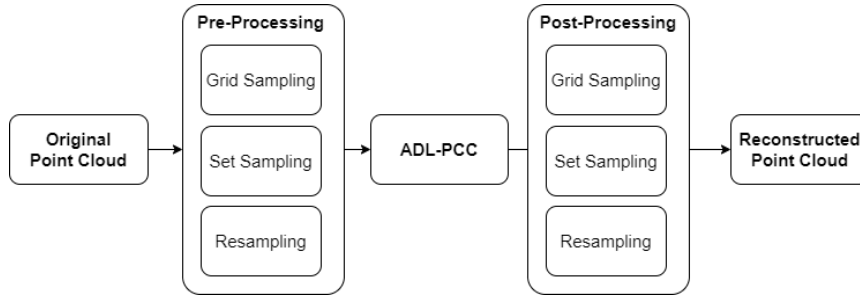 Original
Point Cloud
Pre-Processing
Grid Sampling
Set Sampling
Resampling
ADL-PCC
Post-Processing
Grid Sampling
Set Sampling
Resampling
Reconstructed
Point Cloud